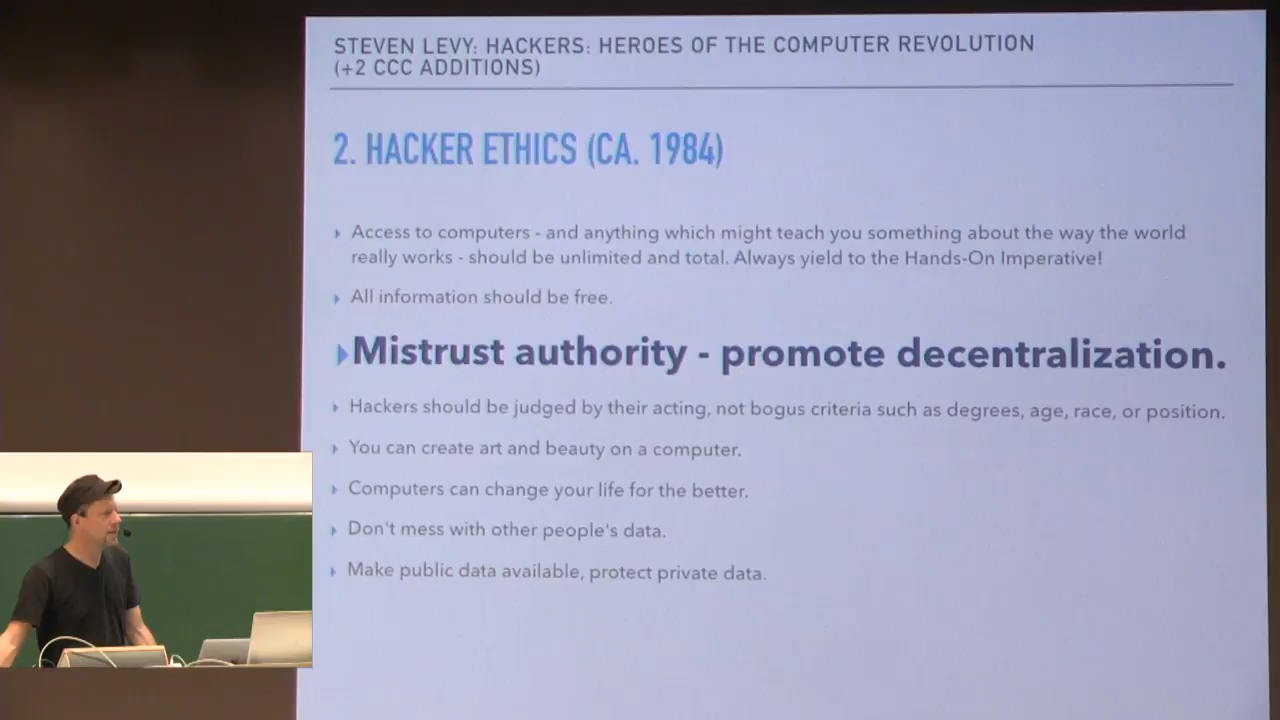 STEVEN LEVY: HACKERS: HEROES OF THE COMPUTER REVOLUTION
(+2 CCC ADDITIONS)
2. HACKER ETHICS (CA. 1984)
Access to computers - and anything which might teach you something about the way the world
really works - should be unlimited and total. Always yield to the Hands-On Imperative!
All information should be free.
Mistrust authority - promote decentralization.
Hackers should be judged by their acting, not bogus criteria such as degrees, age, race, or position.
You can create art and beauty on a computer.
Computers can change your life for the better.
Don't mess with other people's data.
Make public data available, protect private data.